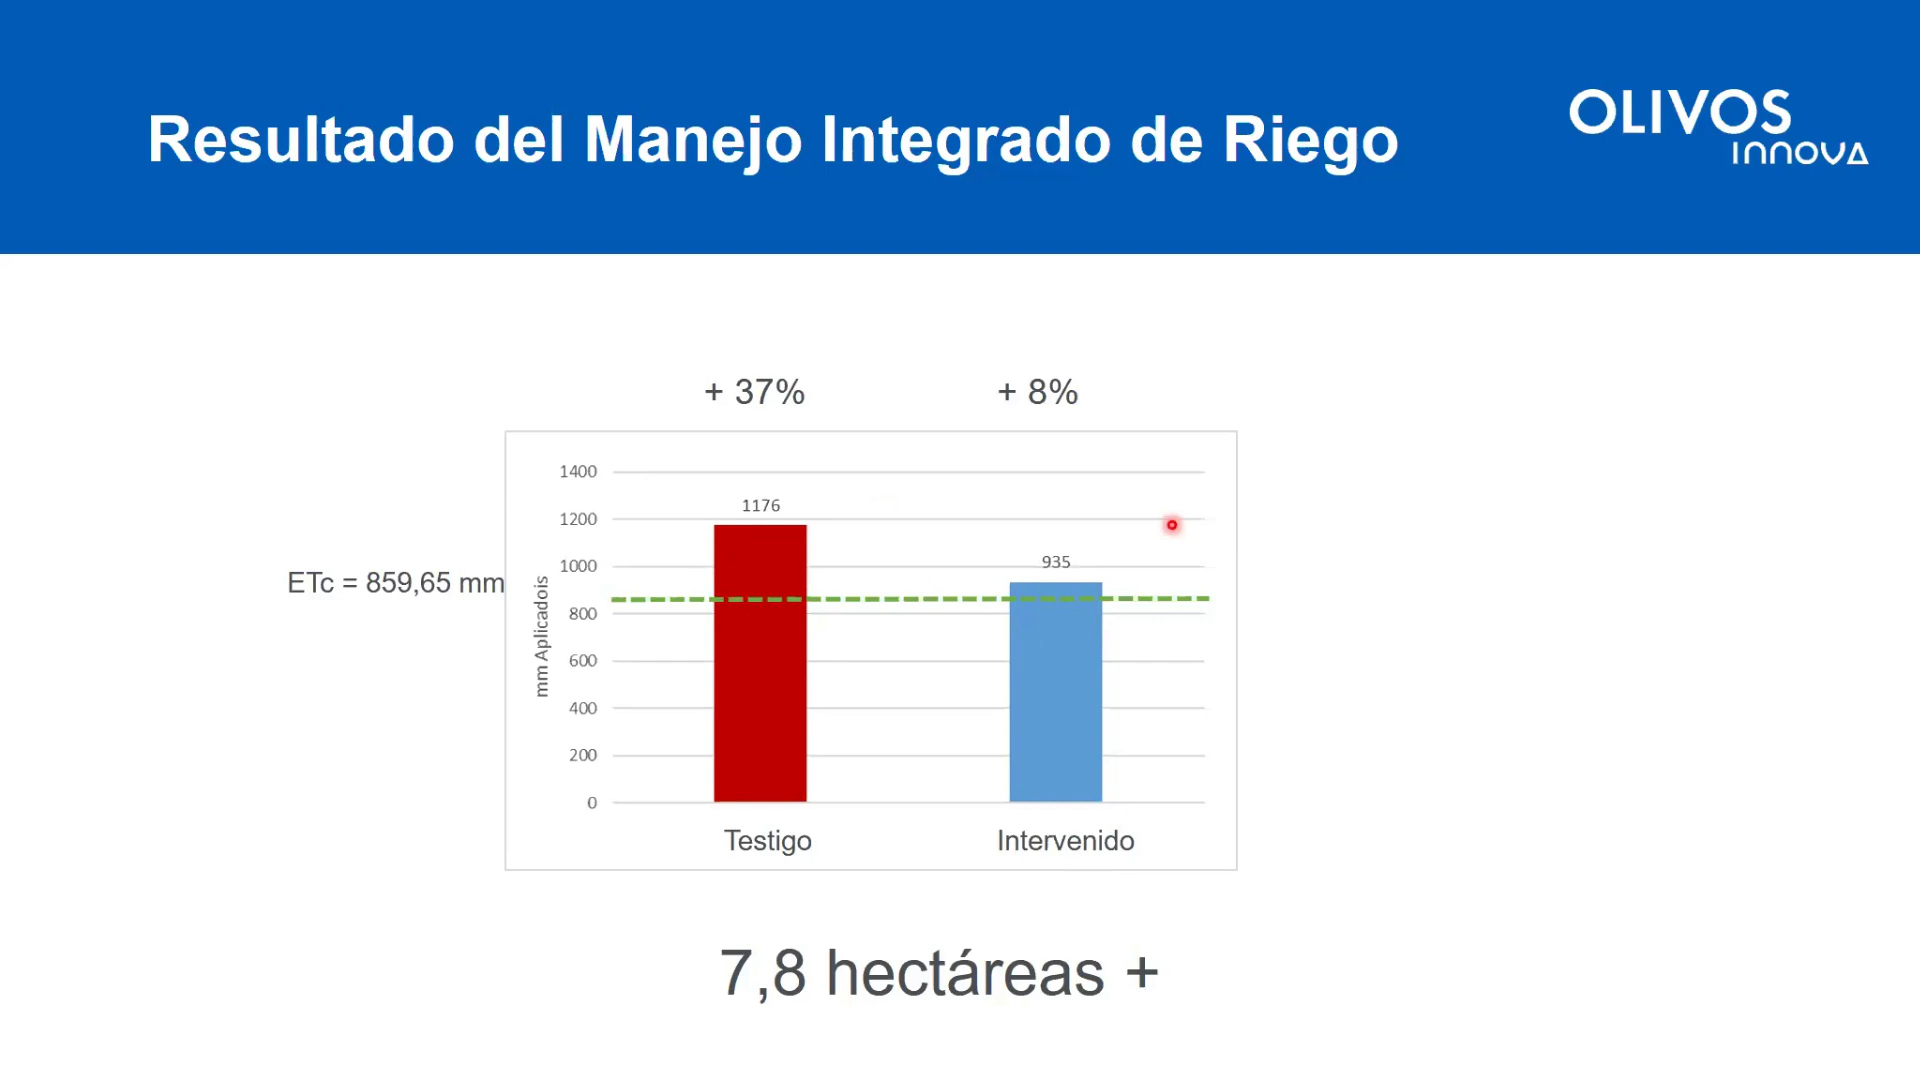 Resultado del Manejo Integrado de Riego
OLIVOS
INNOVA
+ 37%
+ 8%
1400
1176
1200
935
1000
ETc = 859,65 mm
mm Aplicadois
800
600
400
200
0
Testigo
Intervenido
7,8 hectáreas +